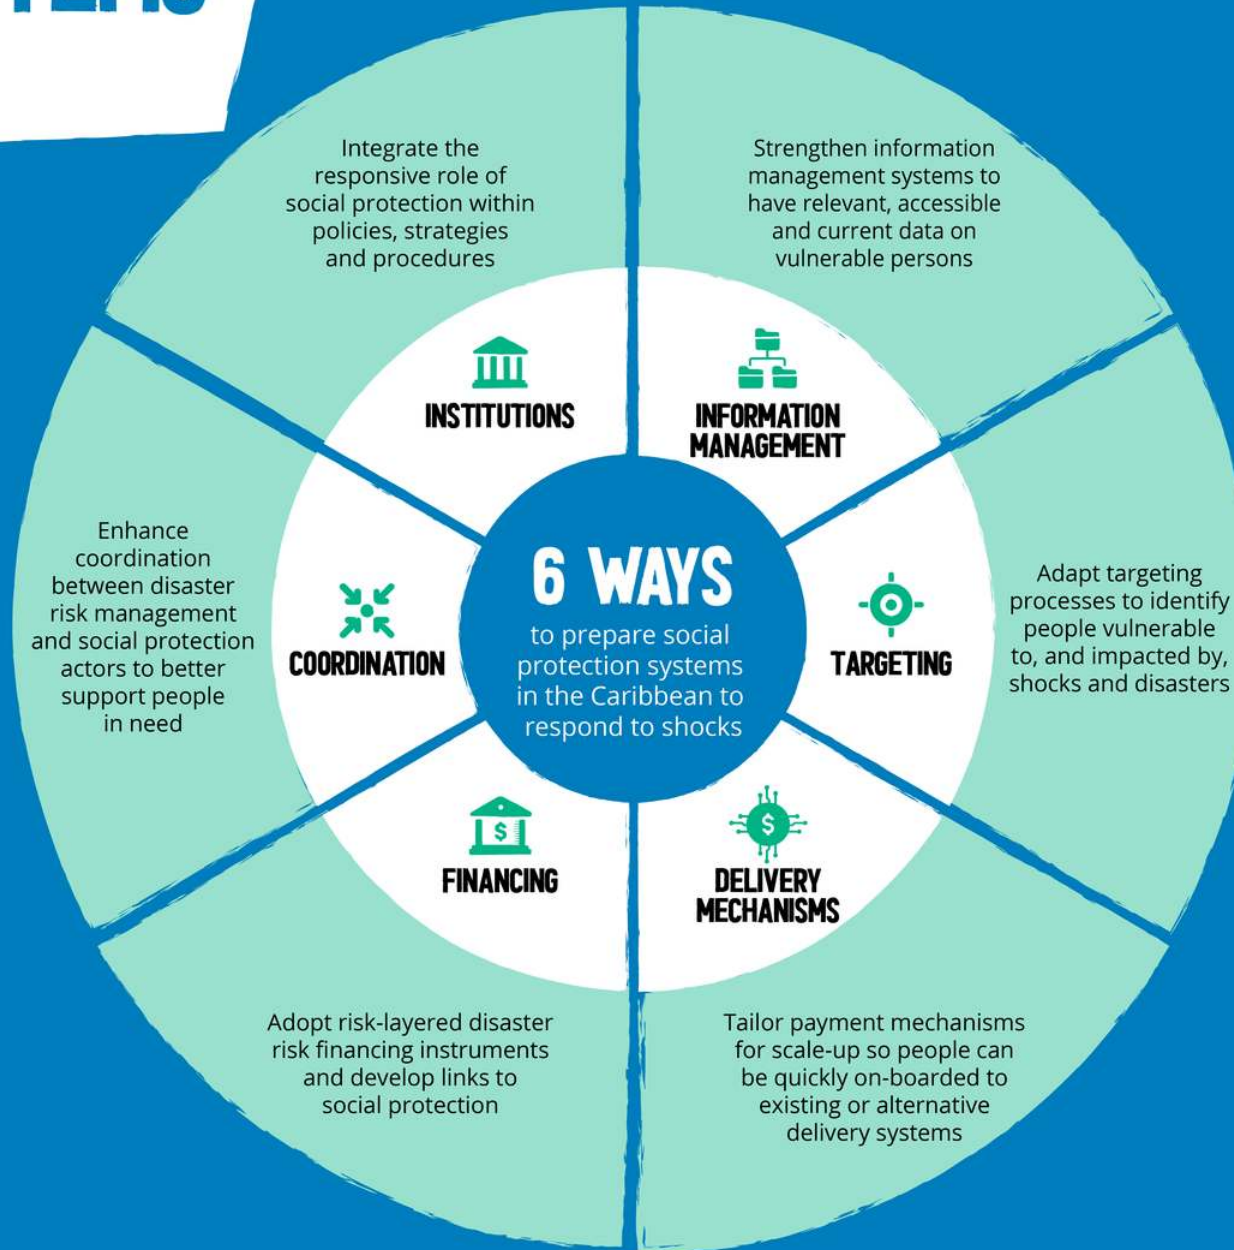 Integrate the
responsive role of
social protection within
policies, strategies
and procedures
INSTITUTIONS
Strengthen information
management systems to
have relevant, accessible
and current data on
vulnerable persons
INFORMATION
MANAGEMENT
Adapt targeting
processes to identify
people vulnerable
to, and impacted by,
shocks and disasters
TARGETING
Tailor payment mechanisms
for scale-up so people can
be quickly on-boarded to
existing or alternative
delivery systems
DELIVERY
MECHANISMS
Adopt risk-layered disaster
risk financing instruments
and develop links to
social protection
FINANCING
Enhance
coordination
between disaster
risk management
and social protection
actors to better
support people
in need
COORDINATION
6 WAYS
to prepare social
protection systems
in the Caribbean to
respond to shocks
$
$